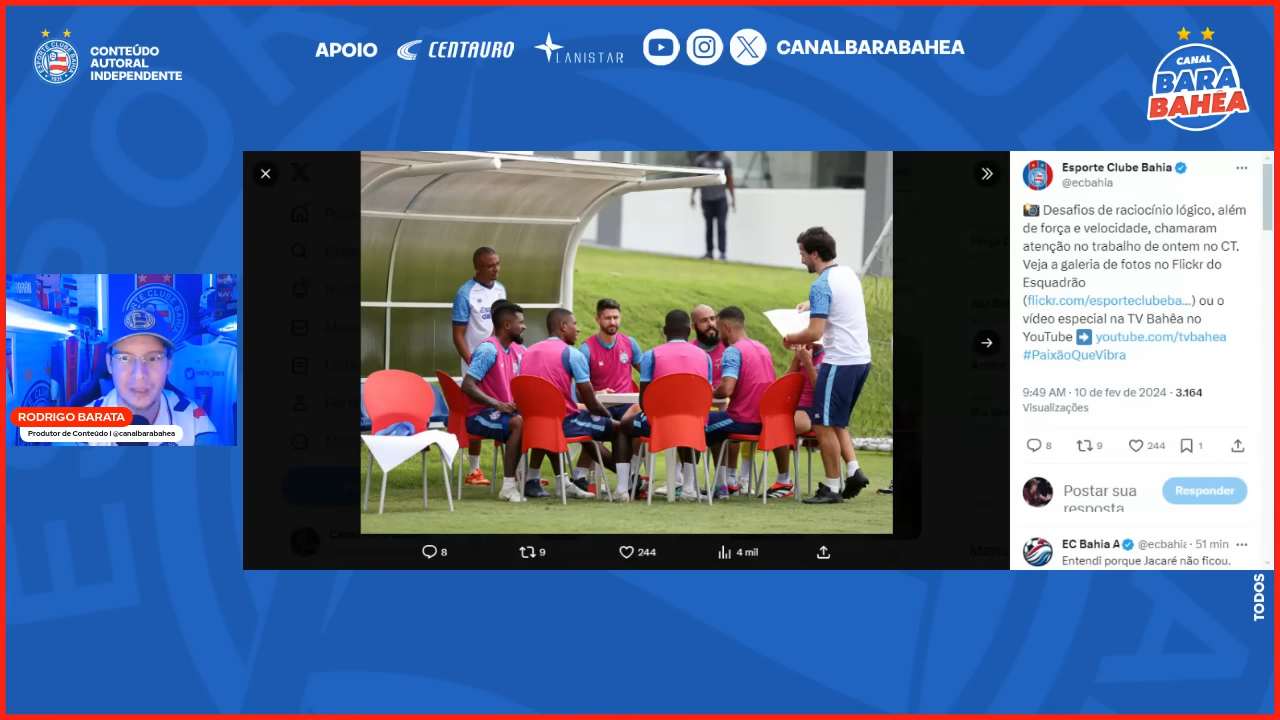 CONTEÚDO
AUTORAL
INDEPENDENTE
APOIO
CENTAURO
LANISTAR
CANALBARABAHEA
CANAL
BARA
BAHÊA
Esporte Clube Bahia
@ecbahia
Desafios de raciocínio lógico, além
de força e velocidade, chamaram
atenção no trabalho de ontem no CT.
Veja a galeria de fotos no Flickr do
Esquadrão
(flickr.com/esporteclubeba...) ou o
vídeo especial na TV Bahêa no
YouTube ➡ youtube.com/tvbahea
#PaixãoQueVibra
9:49 AM · 10 de fev de 2024 · 3.164
Visualizações
8 9 244 1
Postar sua
resposta
Responder
EC Bahia A @ecbahia · 51 min
Entendi porque Jacaré não ficou.
8 9 244 4 mil
RODRIGO BARATA
Produtor de Conteúdo | @canalbarabahea
TODOS